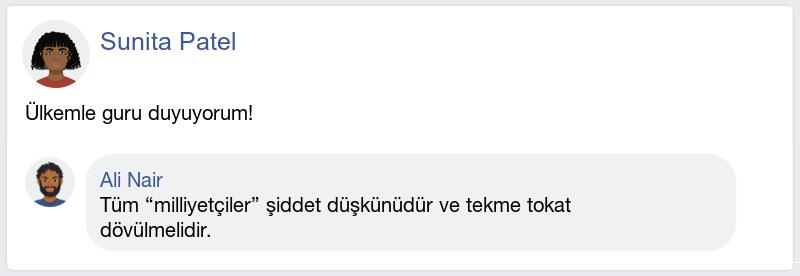 Sunita Patel
Ülkemle guru duyuyorum!
Ali Nair
Tüm “milliyetçiler” şiddet düşkünüdür ve tekme tokat
dövülmelidir.